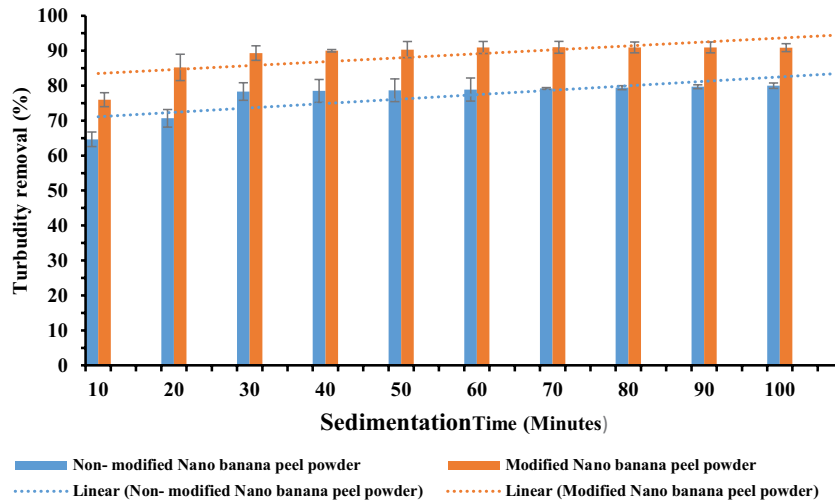 Turbudity removal (%)
100
90
80
70
60
50
40
30
20
10
0
10 20 30 40 50 60 70 80 90 100
SedimentationTime (Minutes)
Non- modified Nano banana peel powder
Modified Nano banana peel powder
Linear (Non- modified Nano banana peel powder)
Linear (Modified Nano banana peel powder)